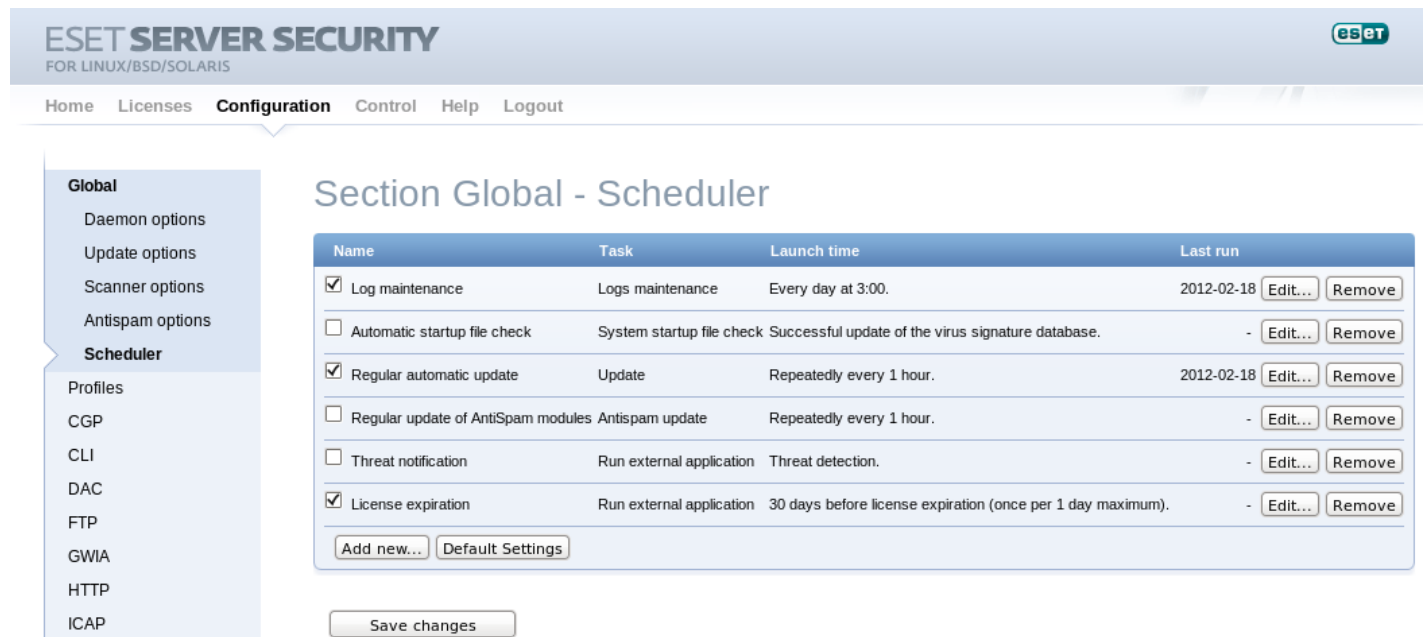 ESET SERVER SECURITY
FOR LINUX/BSD/SOLARIS
eset
Home Licenses Configuration Control Help Logout
Global
Daemon options
Update options
Scanner options
Antispam options
Scheduler
Profiles
CGP
CLI
DAC
FTP
GWIA
HTTP
ICAP
Section Global - Scheduler
Name Task Launch time Last run
Log maintenance Logs maintenance Every day at 3:00. 2012-02-18 Edit... Remove
Automatic startup file check System startup file check Successful update of the virus signature database. - Edit... Remove
Regular automatic update Update Repeatedly every 1 hour. 2012-02-18 Edit... Remove
Regular update of AntiSpam modules Antispam update Repeatedly every 1 hour. - Edit... Remove
Threat notification Run external application Threat detection. - Edit... Remove
License expiration Run external application 30 days before license expiration (once per 1 day maximum). - Edit... Remove
Add new... Default Settings
Save changes